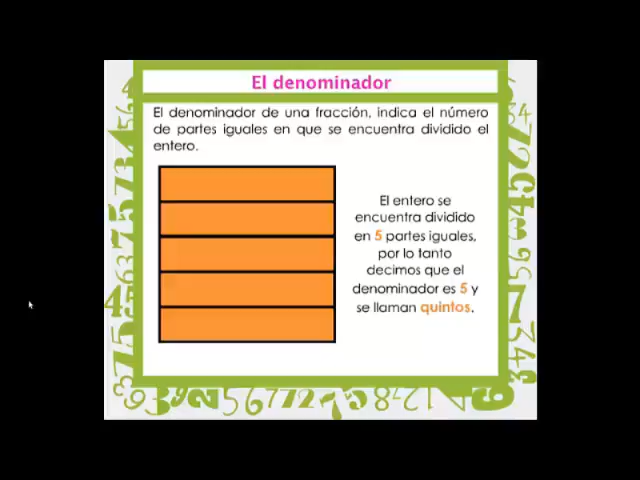 El denominador
El denominador de una fracción, indica el número
de partes iguales en que se encuentra dividido el
entero.
El entero se
encuentra dividido
en 5 partes iguales,
por lo tanto
decimos que el
denominador es 5 y
se llaman quintos.